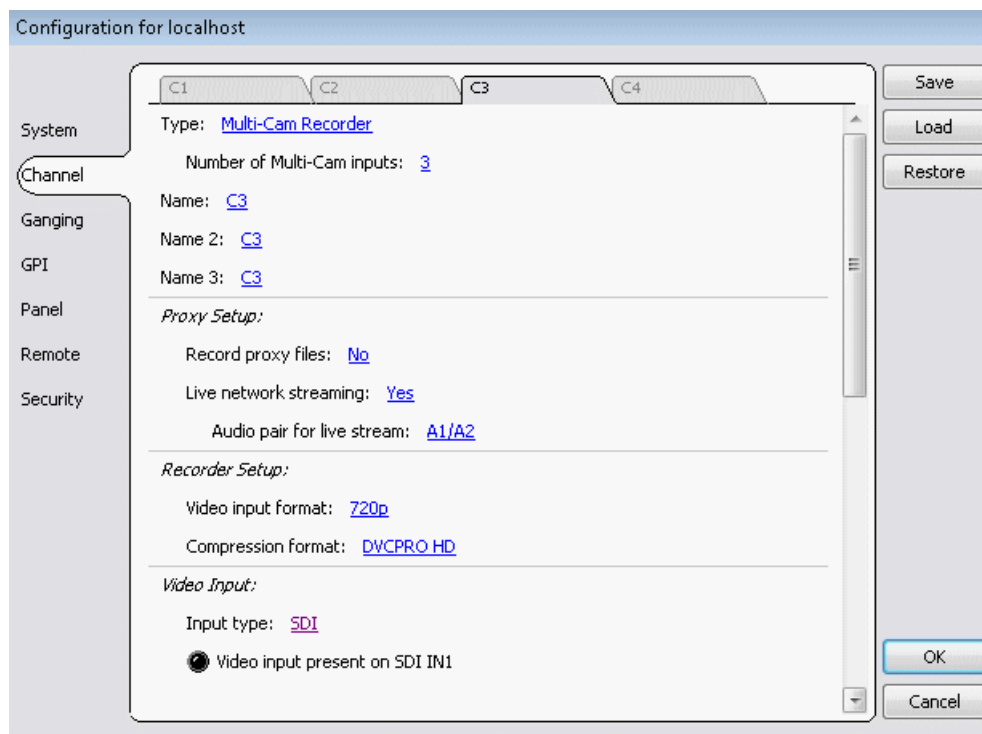 Configuration for localhost
C1 C2 C3 C4
Save
Load
Restore
System
Channel
Ganging
GPI
Panel
Remote
Security
Type: Multi-Cam Recorder
Number of Multi-Cam inputs: 3
Name: C3
Name 2: C3
Name 3: C3
Proxy Setup:
Record proxy files: No
Live network streaming: Yes
Audio pair for live stream: A1/A2
Recorder Setup:
Video input format: 720p
Compression format: DVCPRO HD
Video Input:
Input type: SDI
Video input present on SDI IN1
OK
Cancel